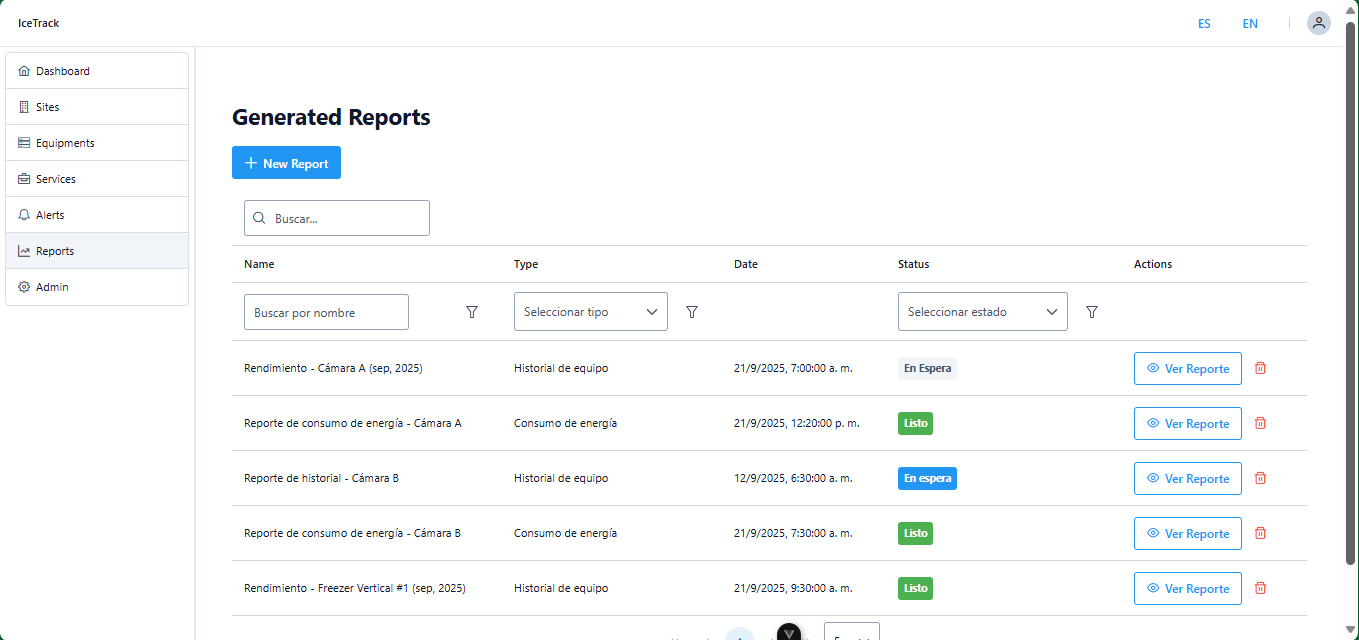 IceTrack
ES EN
Dashboard
Sites
Equipments
Services
Alerts
Reports
Admin
Generated Reports
New Report
Buscar...
Name Type Date Status Actions
Buscar por nombre Seleccionar tipo Seleccionar estado
Rendimiento - Cámara A (sep, 2025) Historial de equipo 21/9/2025, 7:00:00 a. m. En Espera Ver Reporte
Reporte de consumo de energía - Cámara A Consumo de energía 21/9/2025, 12:20:00 p. m. Listo Ver Reporte
Reporte de historial - Cámara B Historial de equipo 12/9/2025, 6:30:00 a. m. En espera Ver Reporte
Reporte de consumo de energía - Cámara B Consumo de energía 21/9/2025, 7:30:00 a. m. Listo Ver Reporte
Rendimiento - Freezer Vertical #1 (sep, 2025) Historial de equipo 21/9/2025, 9:30:00 a. m. Listo Ver Reporte